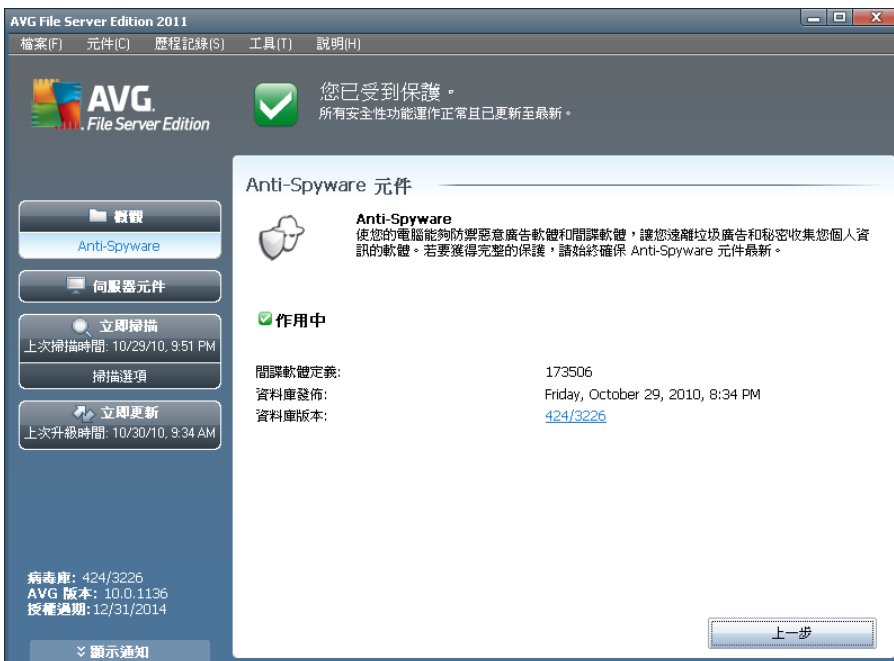 AVG File Server Edition 2011
檔案(F) 元件(C) 歷程記錄(S) 工具(T) 說明(H)
AVG.
File Server Edition
您已受到保護。
所有安全性功能運作正常且已更新至最新。
概觀
Anti-Spyware
伺服器元件
立即掃描
上次掃描時間: 10/29/10, 9:51 PM
掃描選項
立即更新
上次升級時間: 10/30/10, 9:34 AM
病毒庫: 424/3226
AVG 版本: 10.0.1136
授權過期:12/31/2014
顯示通知
Anti-Spyware 元件
Anti-Spyware
使您的電腦能夠防禦惡意廣告軟體和間諜軟體，讓您遠離垃圾廣告和秘密收集您個人資
訊的軟體。若要獲得完整的保護，請始終確保 Anti-Spyware 元件最新。
作用中
間諜軟體定義: 173506
資料庫發佈: Friday, October 29, 2010, 8:34 PM
資料庫版本: 424/3226
上一步